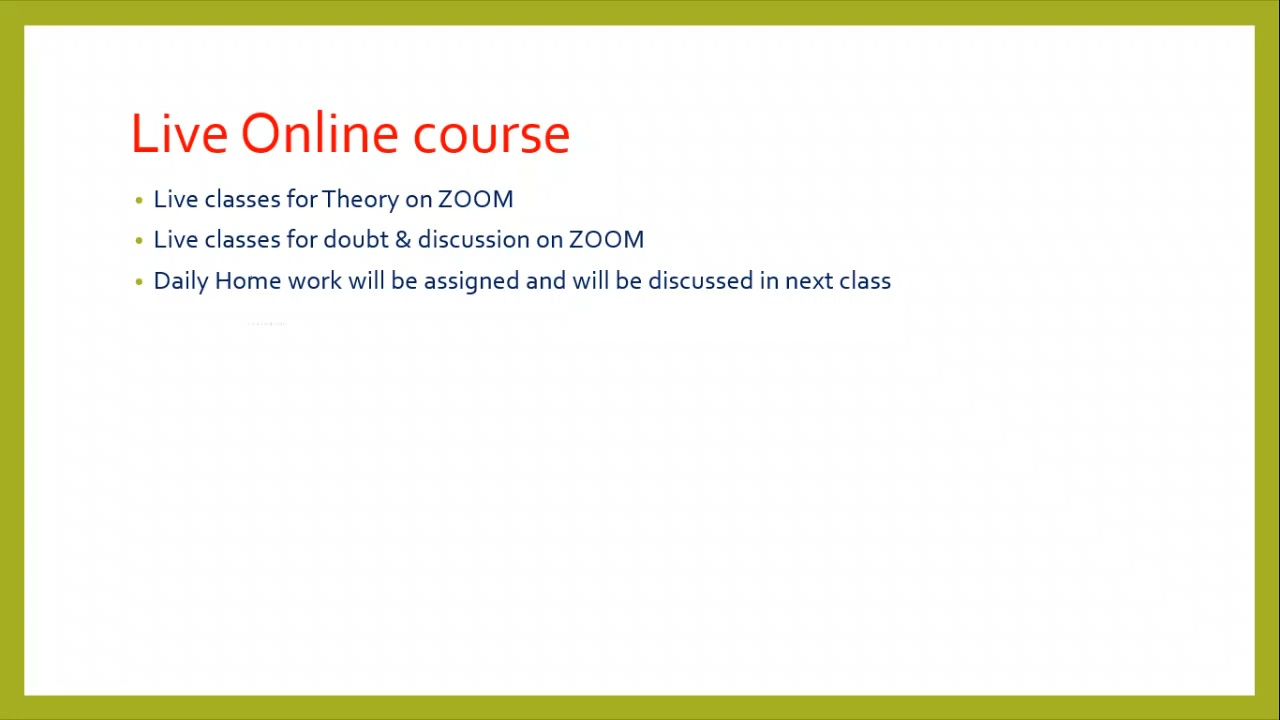 Live Online course
• Live classes for Theory on ZOOM
• Live classes for doubt & discussion on ZOOM
• Daily Home work will be assigned and will be discussed in next class